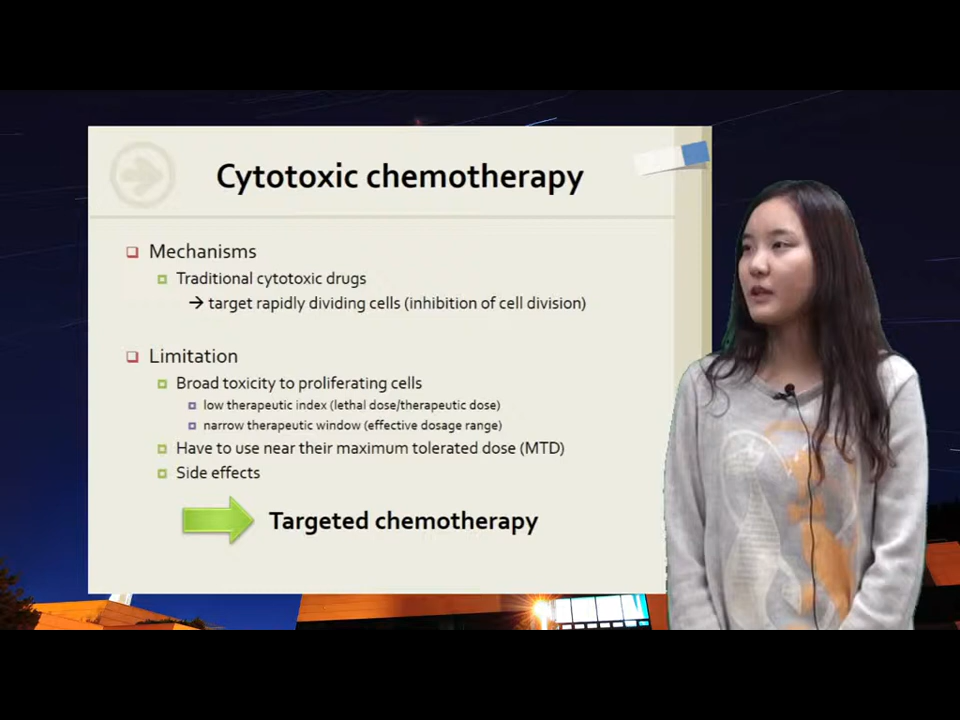 Cytotoxic chemotherapy
Mechanisms
Traditional cytotoxic drugs
→ target rapidly dividing cells (inhibition of cell division)
Limitation
Broad toxicity to proliferating cells
low therapeutic index (lethal dose/therapeutic dose)
narrow therapeutic window (effective dosage range)
Have to use near their maximum tolerated dose (MTD)
Side effects
Targeted chemotherapy